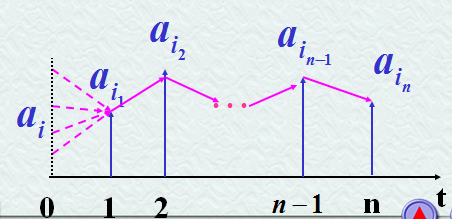 a_{i_2}
a_{i_{n-1}}
a_{i_1}
a_{i_n}
a_i
0 1 2 n-1 n t